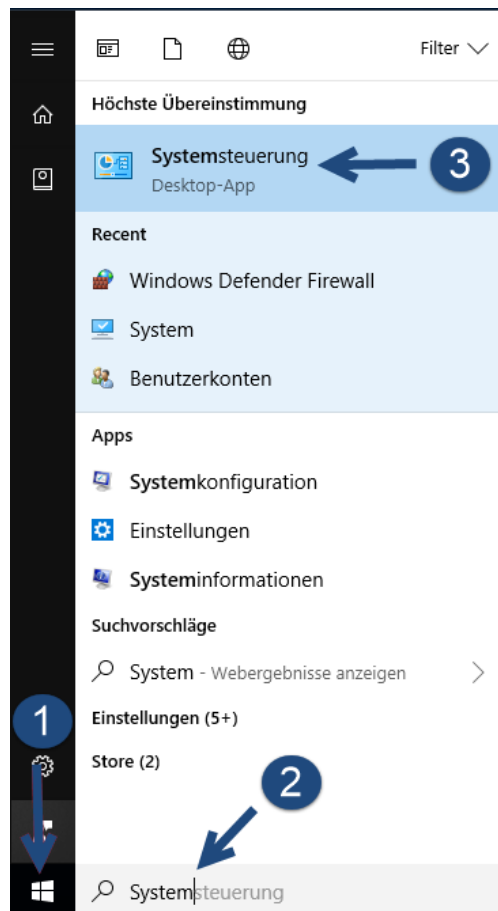 Filter
Höchste Übereinstimmung
Systemsteuerung
Desktop-App
3
Recent
Windows Defender Firewall
System
Benutzerkonten
Apps
Systemkonfiguration
Einstellungen
Systeminformationen
Suchvorschläge
System - Webergebnisse anzeigen
1
Einstellungen (5+)
Store (2)
2
Systemsteuerung